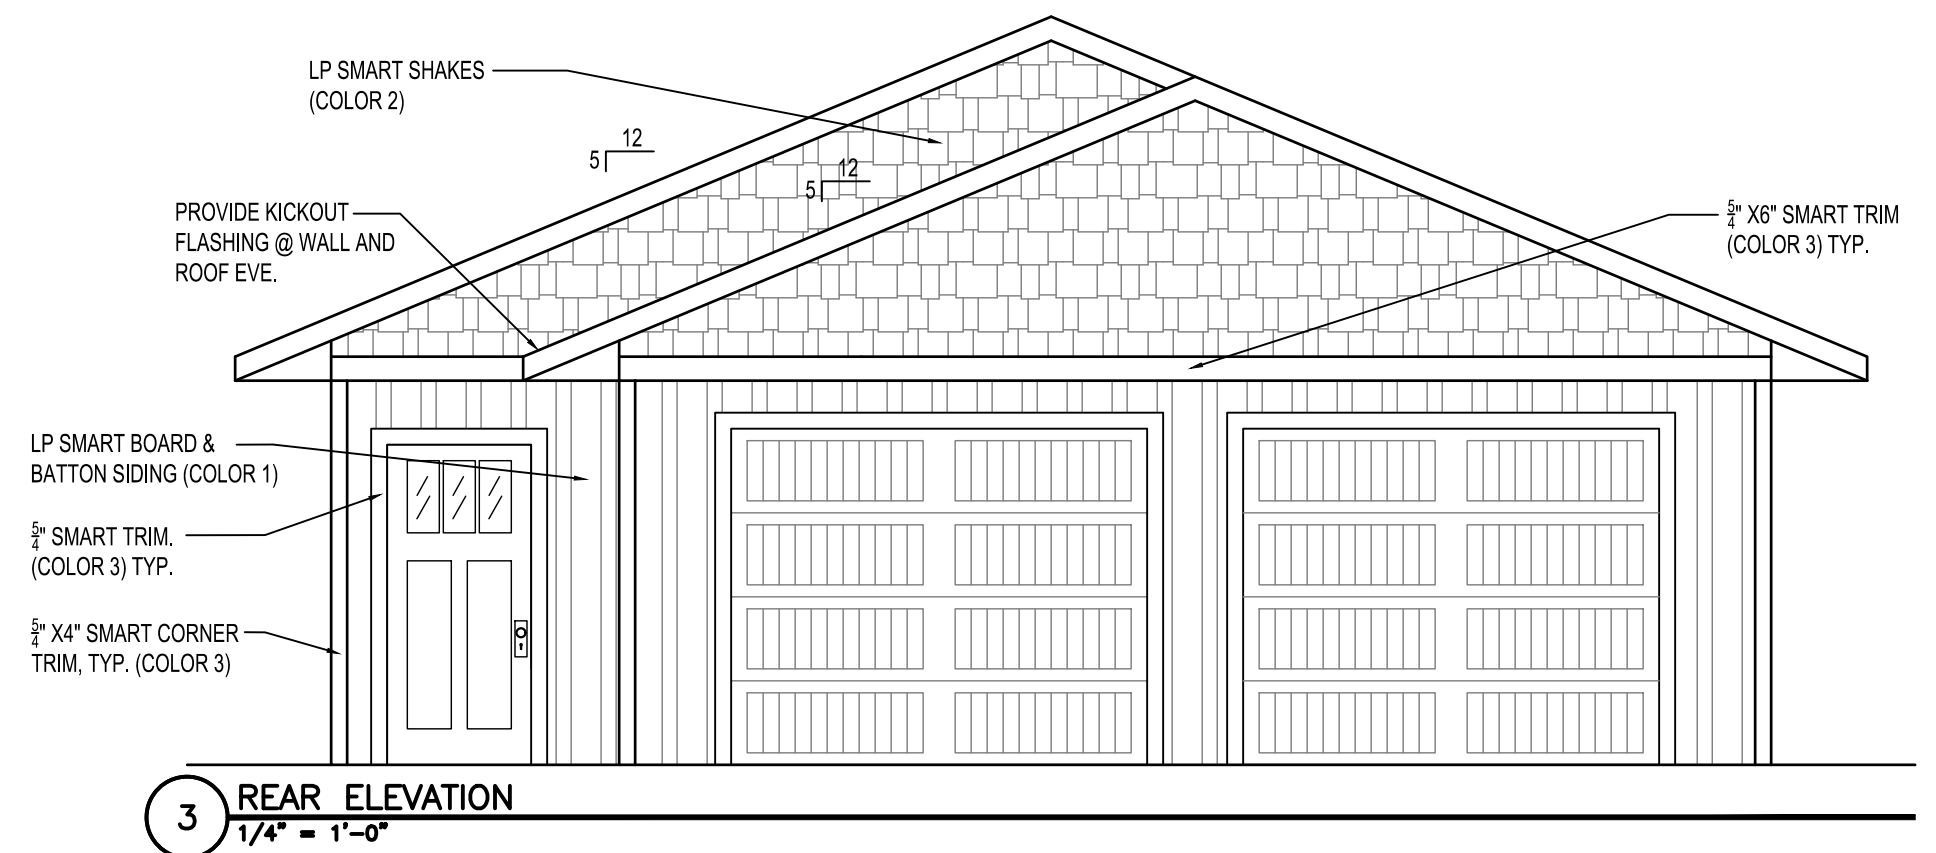 LP SMART SHAKES
(COLOR 2)
12
5
12
5
PROVIDE KICKOUT
FLASHING @ WALL AND
ROOF EVE.
5/4" X6" SMART TRIM
(COLOR 3) TYP.
LP SMART BOARD &
BATTON SIDING (COLOR 1)
5/4" SMART TRIM.
(COLOR 3) TYP.
5/4" X4" SMART CORNER
TRIM, TYP. (COLOR 3)
3
REAR ELEVATION
1/4" = 1'-0"